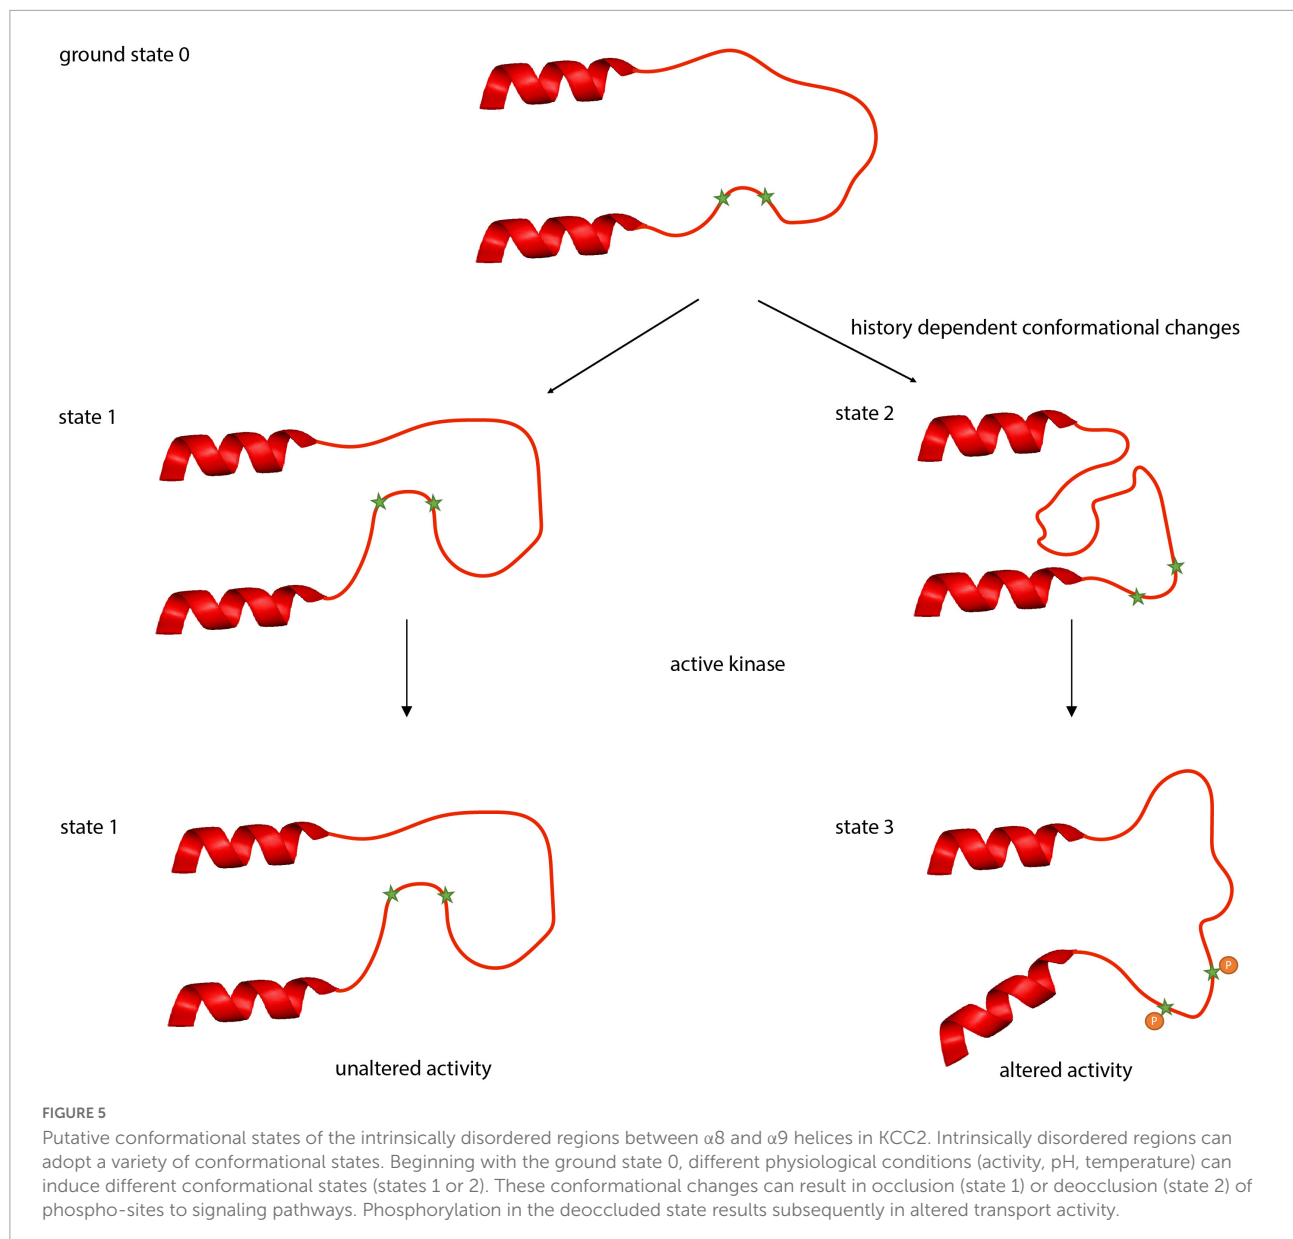 ground state 0
history dependent conformational changes
state 1
state 2
active kinase
state 1
state 3
P
P
unaltered activity
altered activity
FIGURE 5
Putative conformational states of the intrinsically disordered regions between α8 and α9 helices in KCC2. Intrinsically disordered regions can
adopt a variety of conformational states. Beginning with the ground state 0, different physiological conditions (activity, pH, temperature) can
induce different conformational states (states 1 or 2). These conformational changes can result in occlusion (state 1) or deocclusion (state 2) of
phospho-sites to signaling pathways. Phosphorylation in the deoccluded state results subsequently in altered transport activity.